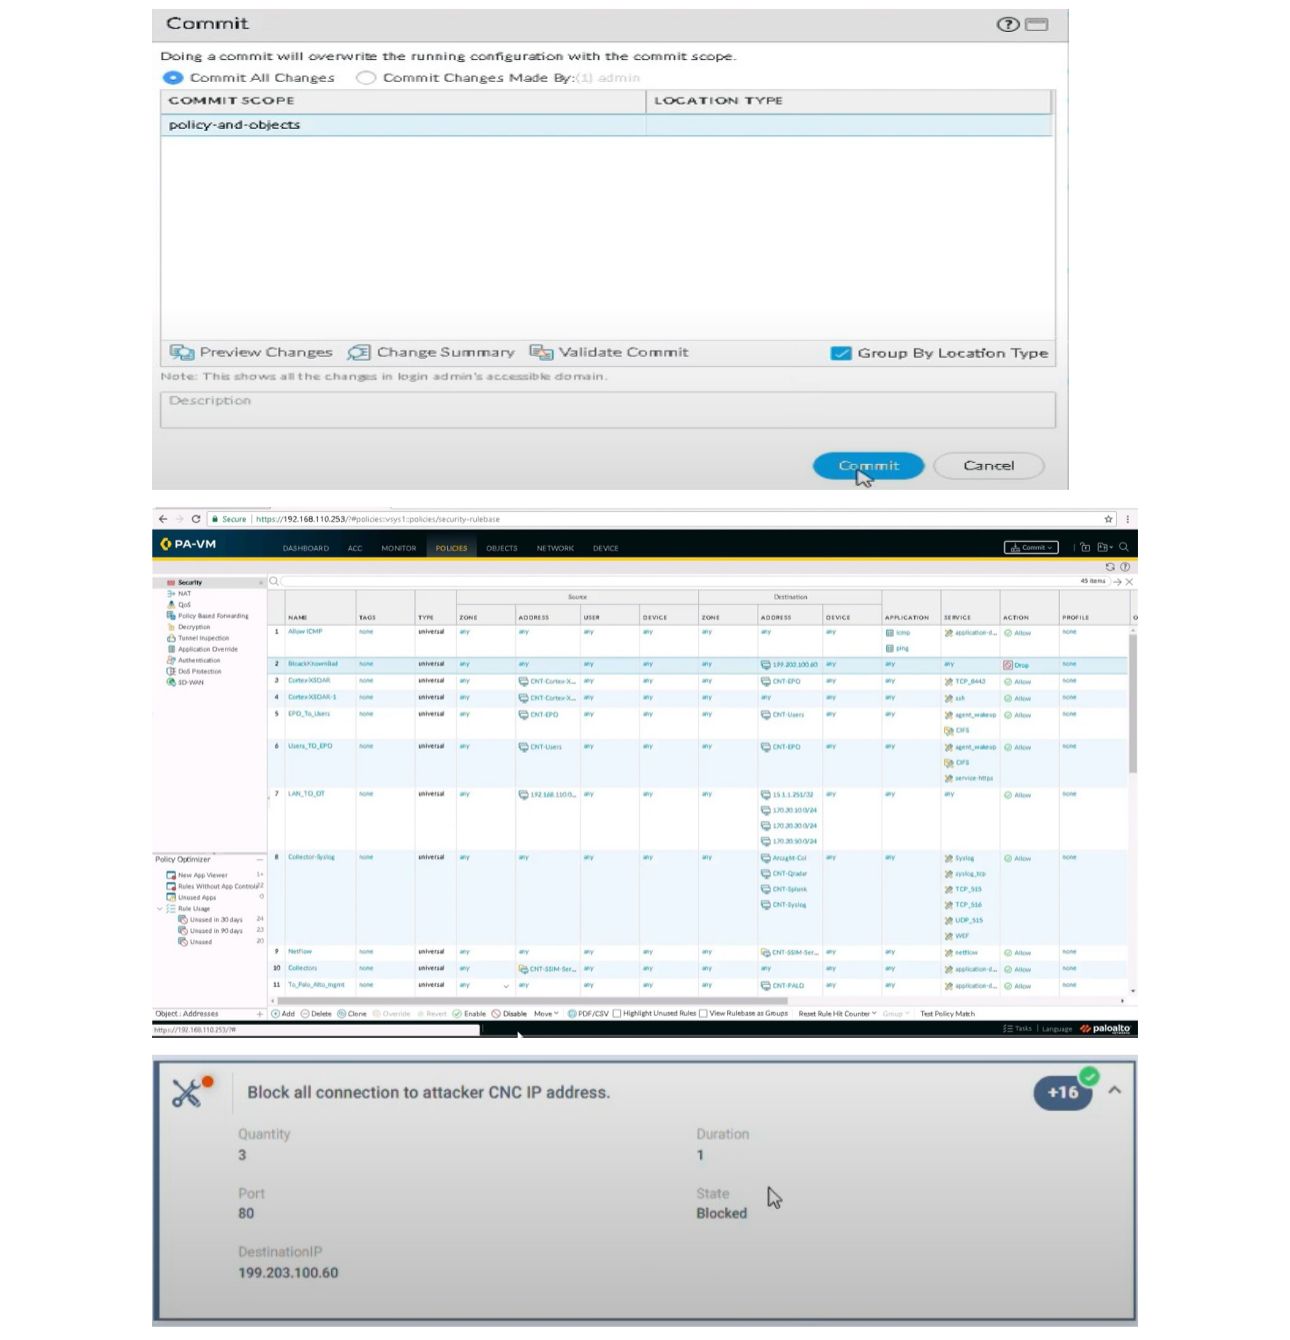 Commit
Doing a commit will overwrite the running configuration with the commit scope.
Commit All Changes Commit Changes Made By:(1) admin
COMMIT SCOPE LOCATION TYPE
policy-and-objects
Preview Changes Change Summary Validate Commit Group By Location Type
Note: This shows all the changes in login admin's accessible domain.
Description
Commit Cancel
Secure https://192.168.110.253/?#policies:vsys1::policies/security-rulebase
PA-VM DASHBOARD ACC MONITOR POLICIES OBJECTS NETWORK DEVICE Commit
Security 45 items
NAT
QoS
Policy Based Forwarding
Decryption
Tunnel Inspection
Application Override
Authentication
DoS Protection
SD-WAN
Source Destination
NAME TAGS TYPE ZONE ADDRESS USER DEVICE ZONE ADDRESS DEVICE APPLICATION SERVICE ACTION PROFILE O
1 Allow ICMP none universal any any any any any any any icmp application-d... Allow none
ping
2 none universal any any any any any any any any Drop none
3 Cortex-XSOAR none universal any CNT-Cortex-X... any any any CNT-EPO any any TCP_8443 Allow none
4 Cortex-XSOAR-1 none universal any CNT-Cortex-X... any any any any any any ssh Allow none
5 EPO_To_Users none universal any CNT-EPO any any any CNT-Users any any agent_wakeup Allow none
CIFS
6 Users_TO_EPO none universal any CNT-Users any any any CNT-EPO any any agent_wakeup Allow none
CIFS
service-https
7 LAN_TO_OT none universal any 192.168.110.0... any any any 15.1.1.251/32 any any any Allow none
170.30.10.0/24
170.30.30.0/24
170.30.50.0/24
8 Collector-Syslog none universal any any any any any ArcsightCol any any Syslog Allow none
CNT-Qradar syslog_tcp
CNT-Splunk TCP_515
CNT-Syslog TCP_516
UDP_515
WEF
9 Netflow none universal any any any any any CNT-SSIM-Ser... any any netflow Allow none
10 Collectors none universal any CNT-SSIM-Ser... any any any any any any application-d... Allow none
11 To_Palo_Alto_mgmt none universal any any any any any CNT-PALO any any application-d... Allow none
Policy Optimizer
New App Viewer 1+
Rules Without App Controls
Unused Apps 0
Rule Usage
Unused in 30 days 24
Unused in 90 days 23
Unused 20
Object : Addresses Add Delete Clone Override Revert Enable Disable Move PDF/CSV Highlight Unused Rules View Rulebase as Groups Reset Rule Hit Counter Group Test Policy Match
https://192.168.110.253/?# Tasks Language paloalto
Block all connection to attacker CNC IP address. +16
Quantity Duration
3 1
Port State
80 Blocked
DestinationIP
199.203.100.60